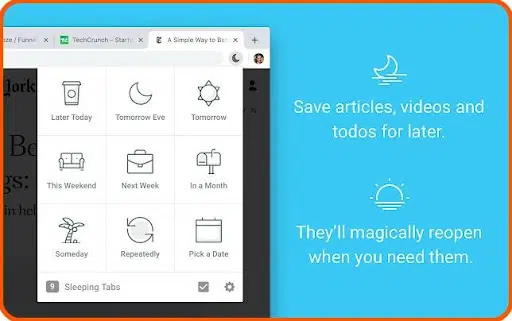 TechCrunch – Startu
A Simple Way to Be
Later Today
Tomorrow Eve
Tomorrow
This Weekend
Next Week
In a Month
Someday
Repeatedly
Pick a Date
9 Sleeping Tabs
Save articles, videos and
todos for later.
They'll magically reopen
when you need them.